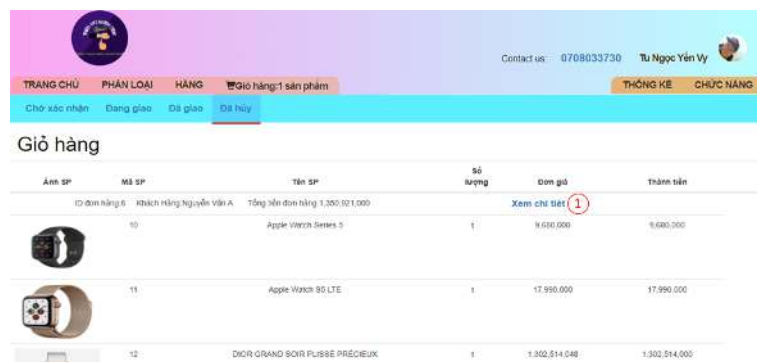 Contact us: 0708033730 Tu Ngọc Yến Vy
TRANG CHỦ PHÂN LOẠI HÃNG Giỏ hàng:1 sản phẩm THỐNG KÊ CHỨC NĂNG
Chờ xác nhận Đang giao Đã giao Đã hủy
Giỏ hàng
Ảnh SP Mã SP Tên SP Số lượng Đơn giá Thành tiền
ID đơn hàng:6 Khách Hàng:Nguyễn Văn A Tổng tiền đơn hàng 1,350,921,000 Xem chi tiết 1
10 Apple Watch Series 5 1 9,680,000 9,680,000
11 Apple Watch S5 LTE 1 17,990,000 17,990,000
12 DIOR GRAND SOIR PLISSÉ PRÉCIEUX 1 1,302,514,048 1,302,514,000